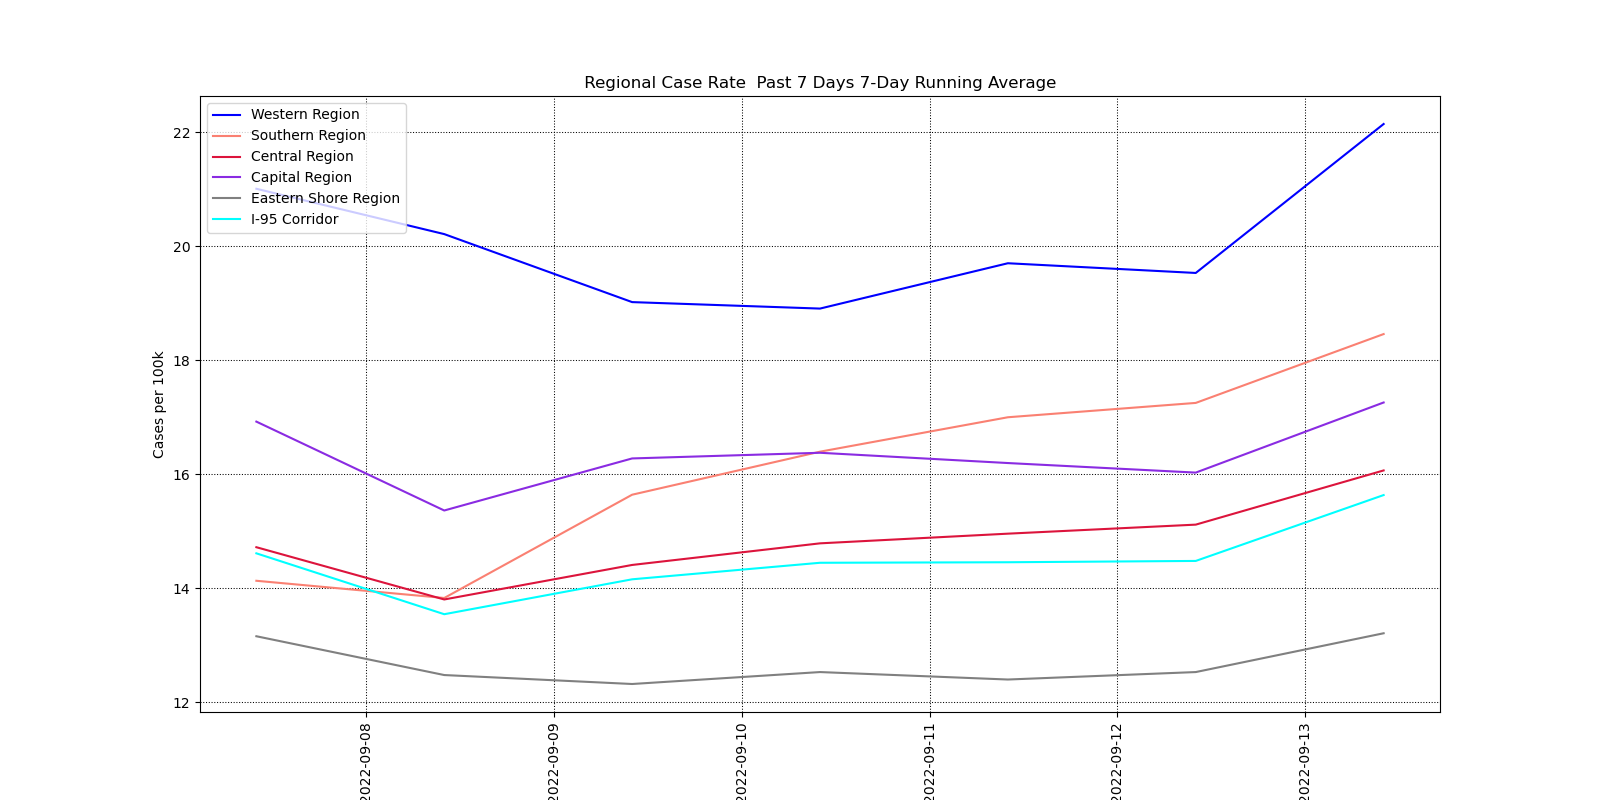 Regional Case Rate  Past 7 Days 7-Day Running Average
Western Region
Southern Region
Central Region
Capital Region
Eastern Shore Region
I-95 Corridor
Cases per 100k
22
20
18
16
14
12
2022-09-08
2022-09-09
2022-09-10
2022-09-11
2022-09-12
2022-09-13